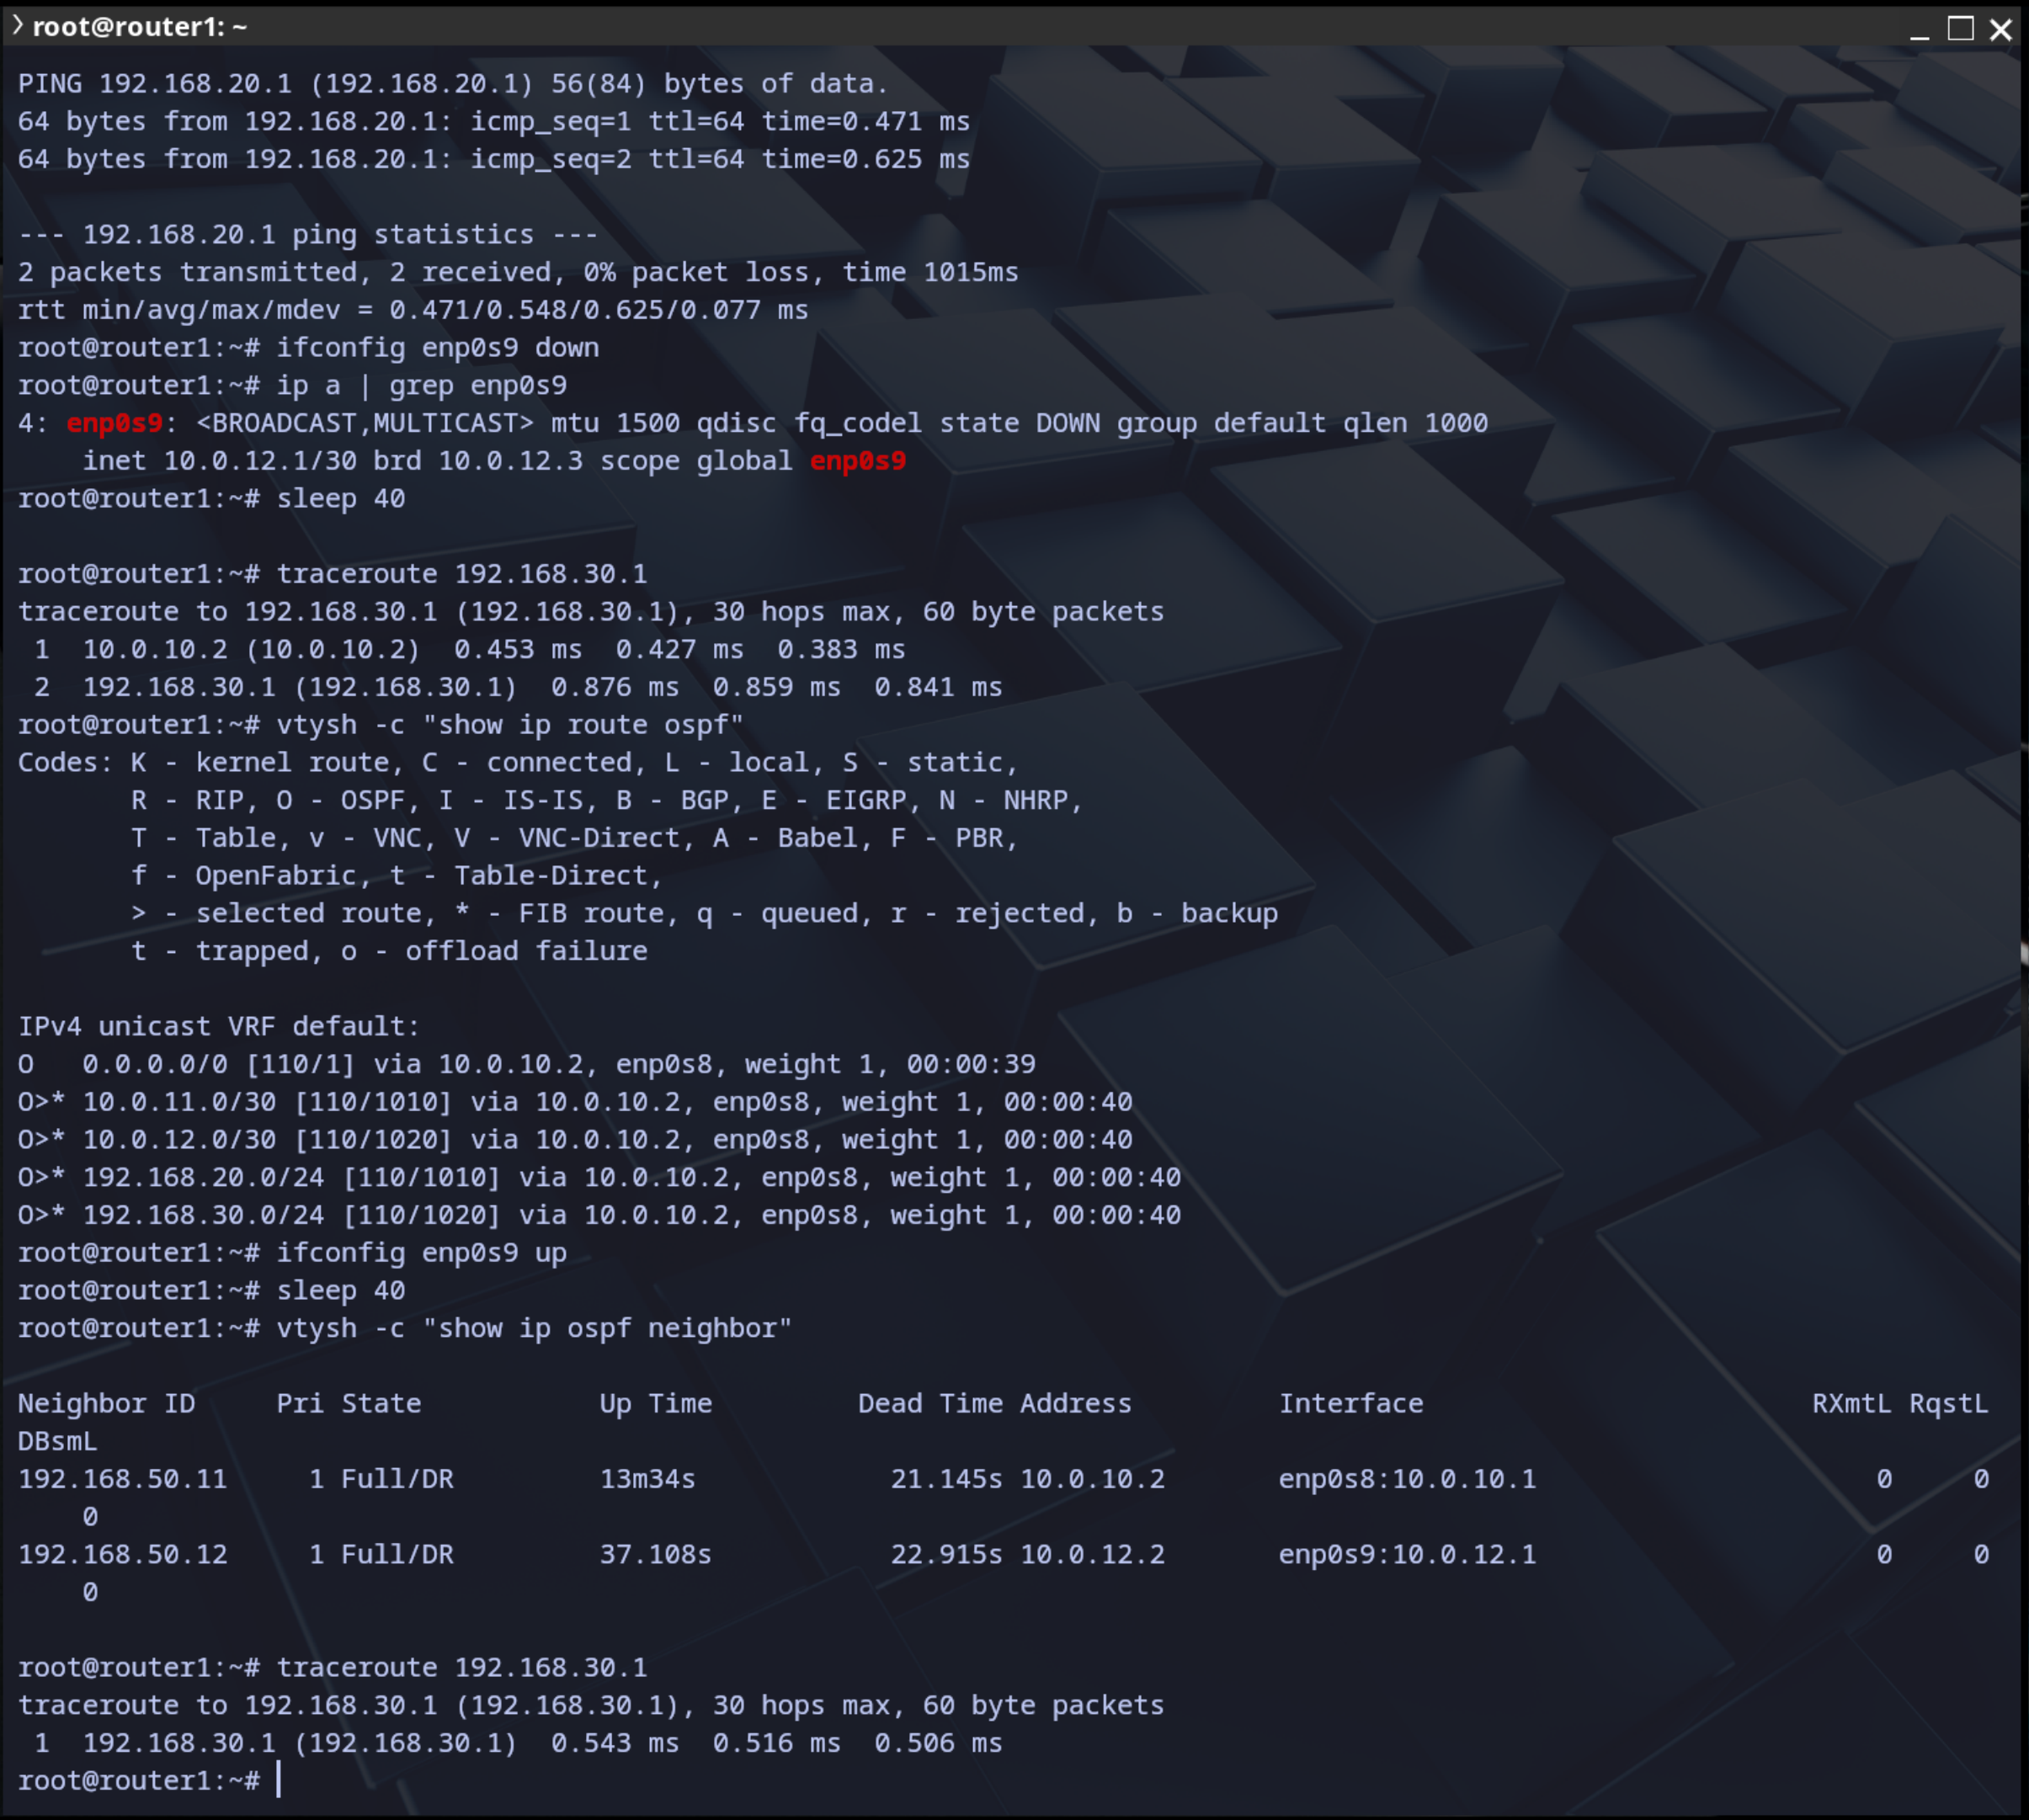 root@router1: ~
PING 192.168.20.1 (192.168.20.1) 56(84) bytes of data.
64 bytes from 192.168.20.1: icmp_seq=1 ttl=64 time=0.471 ms
64 bytes from 192.168.20.1: icmp_seq=2 ttl=64 time=0.625 ms

--- 192.168.20.1 ping statistics ---
2 packets transmitted, 2 received, 0% packet loss, time 1015ms
rtt min/avg/max/mdev = 0.471/0.548/0.625/0.077 ms
root@router1:~# ifconfig enp0s9 down
root@router1:~# ip a | grep enp0s9
4: enp0s9: <BROADCAST,MULTICAST> mtu 1500 qdisc fq_codel state DOWN group default qlen 1000
    inet 10.0.12.1/30 brd 10.0.12.3 scope global enp0s9
root@router1:~# sleep 40

root@router1:~# traceroute 192.168.30.1
traceroute to 192.168.30.1 (192.168.30.1), 30 hops max, 60 byte packets
 1  10.0.10.2 (10.0.10.2)  0.453 ms  0.427 ms  0.383 ms
 2  192.168.30.1 (192.168.30.1)  0.876 ms  0.859 ms  0.841 ms
root@router1:~# vtysh -c "show ip route ospf"
Codes: K - kernel route, C - connected, L - local, S - static,
       R - RIP, O - OSPF, I - IS-IS, B - BGP, E - EIGRP, N - NHRP,
       T - Table, v - VNC, V - VNC-Direct, A - Babel, F - PBR,
       f - OpenFabric, t - Table-Direct,
       > - selected route, * - FIB route, q - queued, r - rejected, b - backup
       t - trapped, o - offload failure

IPv4 unicast VRF default:
O   0.0.0.0/0 [110/1] via 10.0.10.2, enp0s8, weight 1, 00:00:39
O>* 10.0.11.0/30 [110/1010] via 10.0.10.2, enp0s8, weight 1, 00:00:40
O>* 10.0.12.0/30 [110/1020] via 10.0.10.2, enp0s8, weight 1, 00:00:40
O>* 192.168.20.0/24 [110/1010] via 10.0.10.2, enp0s8, weight 1, 00:00:40
O>* 192.168.30.0/24 [110/1020] via 10.0.10.2, enp0s8, weight 1, 00:00:40
root@router1:~# ifconfig enp0s9 up
root@router1:~# sleep 40
root@router1:~# vtysh -c "show ip ospf neighbor"

Neighbor ID     Pri State           Up Time         Dead Time Address         Interface                        RXmtL RqstL
DBsmL
192.168.50.11     1 Full/DR         13m34s            21.145s 10.0.10.2       enp0s8:10.0.10.1                     0     0
    0
192.168.50.12     1 Full/DR         37.108s           22.915s 10.0.12.2       enp0s9:10.0.12.1                     0     0
    0

root@router1:~# traceroute 192.168.30.1
traceroute to 192.168.30.1 (192.168.30.1), 30 hops max, 60 byte packets
 1  192.168.30.1 (192.168.30.1)  0.543 ms  0.516 ms  0.506 ms
root@router1:~#